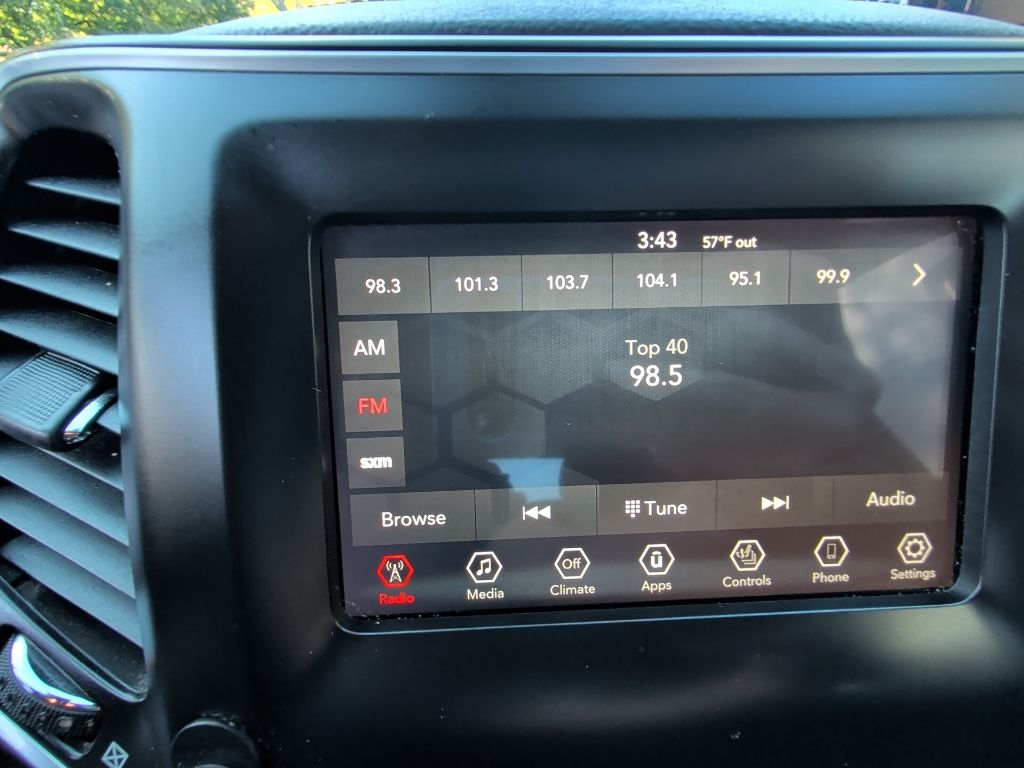 3:43 57°F out
98.3 101.3 103.7 104.1 95.1 99.9
AM
Top 40
98.5
FM
sxm
Browse Tune Audio
Off
Radio Media Climate Apps Controls Phone Settings